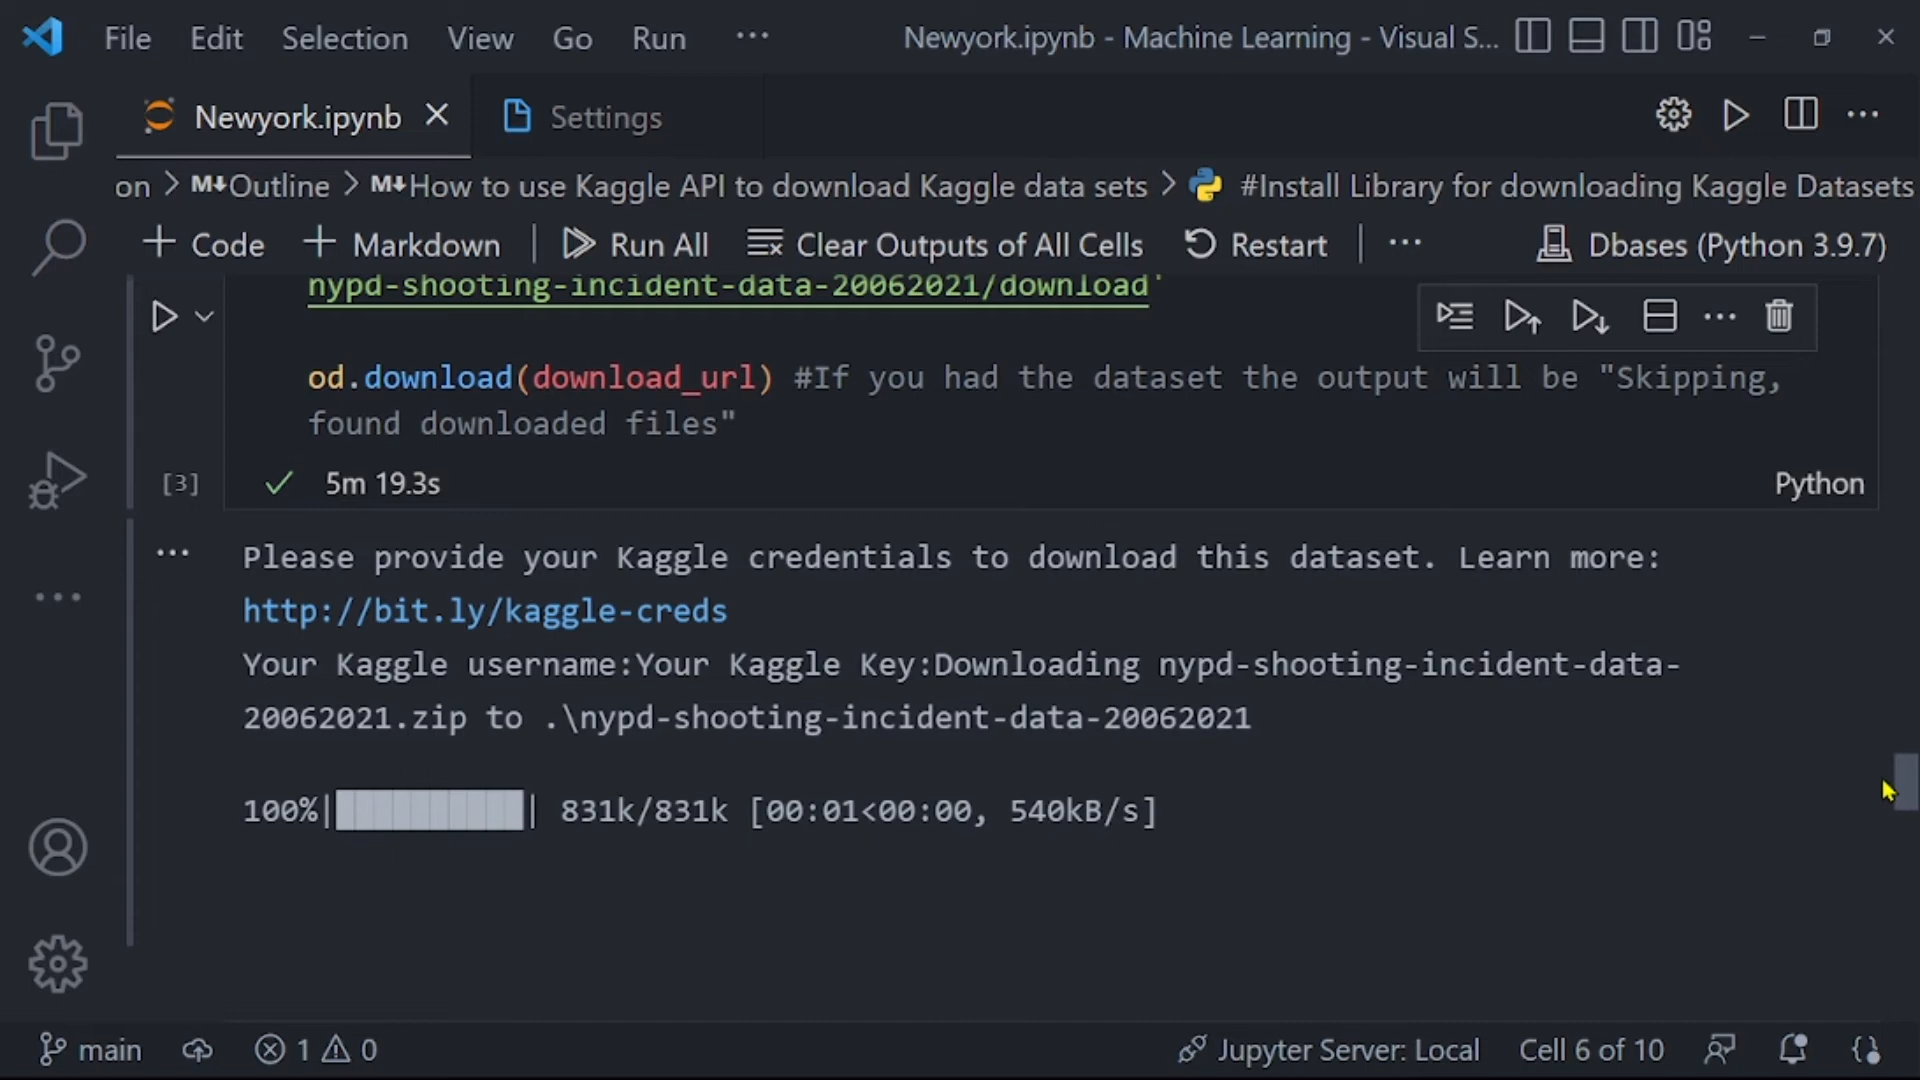 File Edit Selection View Go Run ··· Newyork.ipynb - Machine Learning - Visual S...
Newyork.ipynb Settings
on > M↓Outline > M↓How to use Kaggle API to download Kaggle data sets > #Install Library for downloading Kaggle Datasets
+ Code + Markdown | Run All Clear Outputs of All Cells Restart | ··· Dbases (Python 3.9.7)
nypd-shooting-incident-data-20062021/download'
od.download(download_url) #If you had the dataset the output will be "Skipping,
found downloaded files"
[3] ✓ 5m 19.3s Python
Please provide your Kaggle credentials to download this dataset. Learn more:
http://bit.ly/kaggle-creds
Your Kaggle username:Your Kaggle Key:Downloading nypd-shooting-incident-data-
20062021.zip to .\nypd-shooting-incident-data-20062021
100%|██████████| 831k/831k [00:01<00:00, 540kB/s]
main 1 0 Jupyter Server: Local Cell 6 of 10